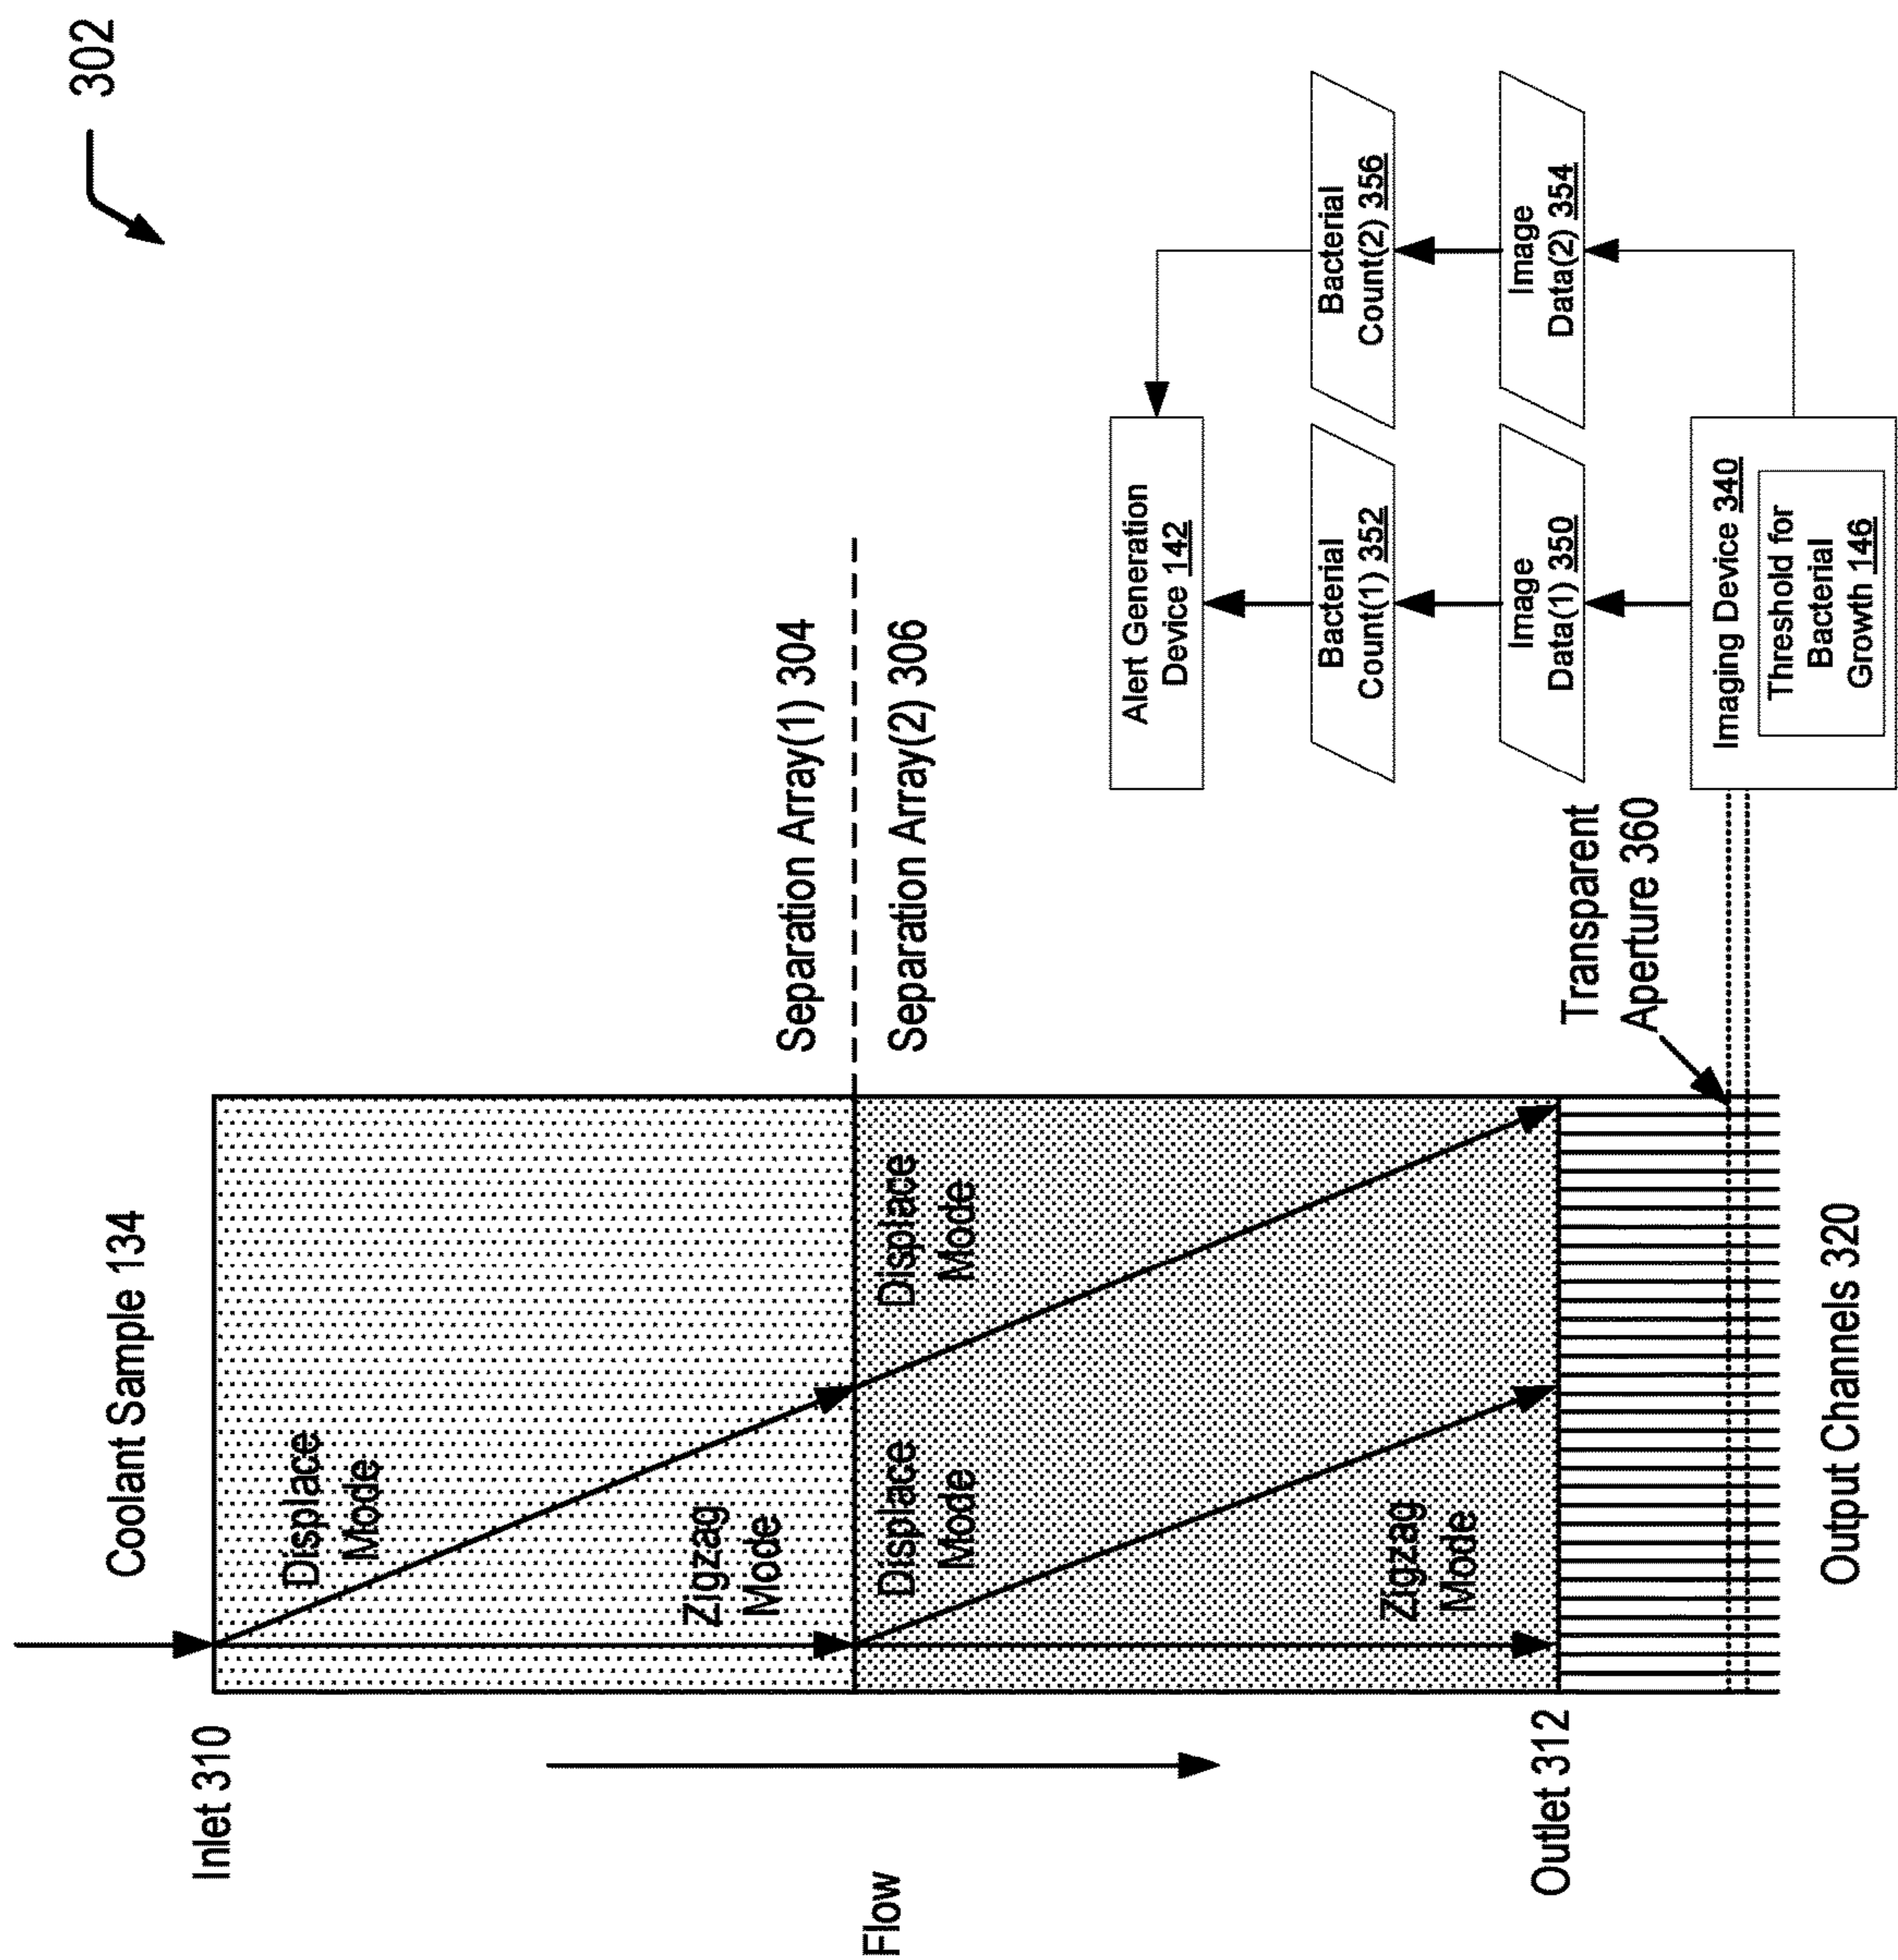 302
Coolant Sample 134
Inlet 310
Displace
Mode
Zigzag
Mode
Separation Array(1) 304
Separation Array(2) 306
Flow
Displace
Mode
Displace
Mode
Zigzag
Mode
Outlet 312
Output Channels 320
Transparent
Aperture 360
Alert Generation
Device 142
Bacterial
Count(1) 352
Bacterial
Count(2) 356
Image
Data(1) 350
Image
Data(2) 354
Imaging Device 340
Threshold for
Bacterial
Growth 146